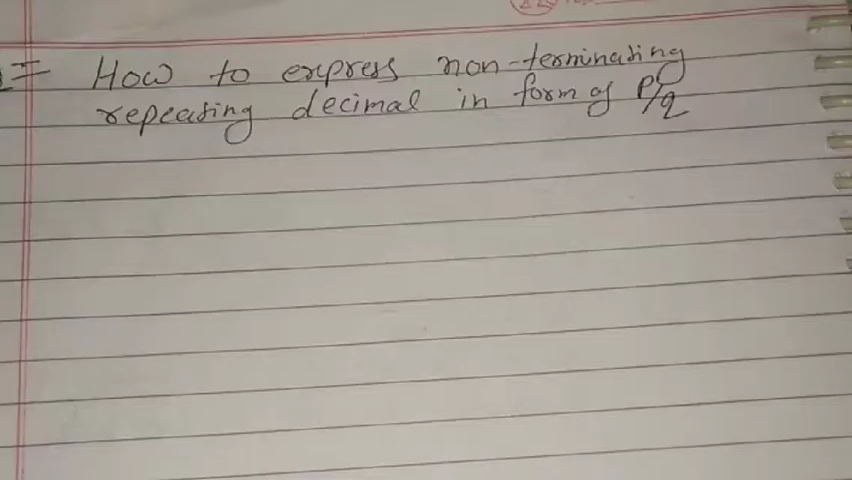 How to express non-terminating
repeating decimal in form of P/q